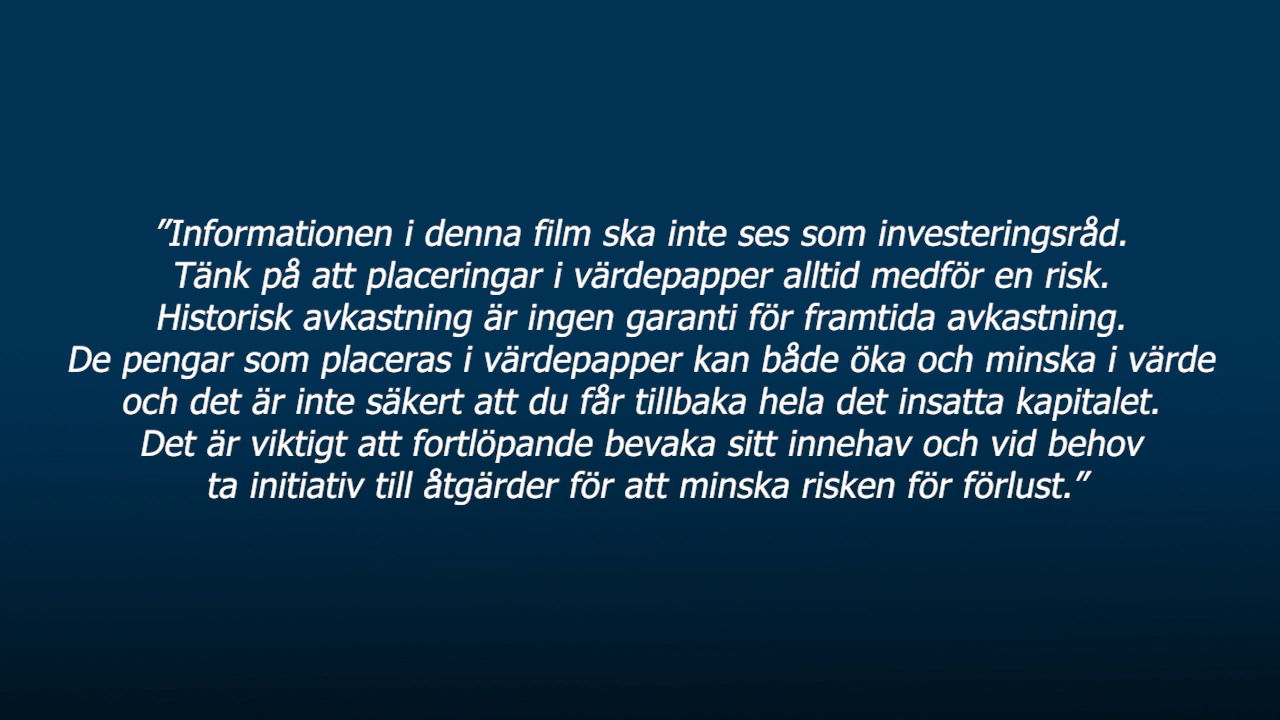 ”Informationen i denna film ska inte ses som investeringsråd.
Tänk på att placeringar i värdepapper alltid medför en risk.
Historisk avkastning är ingen garanti för framtida avkastning.
De pengar som placeras i värdepapper kan både öka och minska i värde
och det är inte säkert att du får tillbaka hela det insatta kapitalet.
Det är viktigt att fortlöpande bevaka sitt innehav och vid behov
ta initiativ till åtgärder för att minska risken för förlust.”